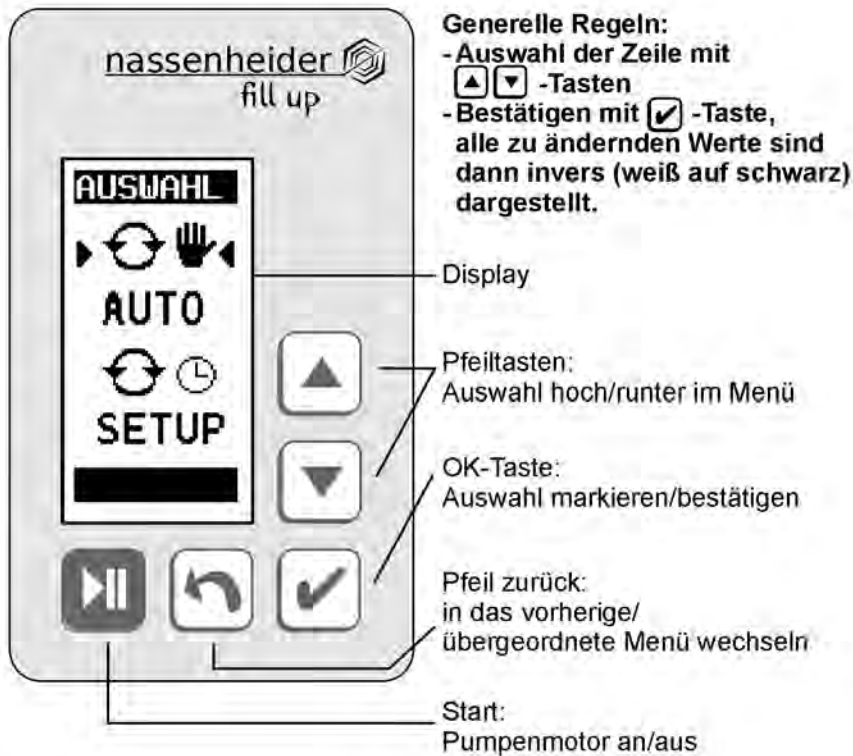 nassenheider
fill up
AUSWAHL
AUTO
SETUP
Generelle Regeln:
- Auswahl der Zeile mit
-Tasten
- Bestätigen mit -Taste,
alle zu ändernden Werte sind
dann invers (weiß auf schwarz)
dargestellt.
Display
Pfeiltasten:
Auswahl hoch/runter im Menü
OK-Taste:
Auswahl markieren/bestätigen
Pfeil zurück:
in das vorherige/
übergeordnete Menü wechseln
Start:
Pumpenmotor an/aus